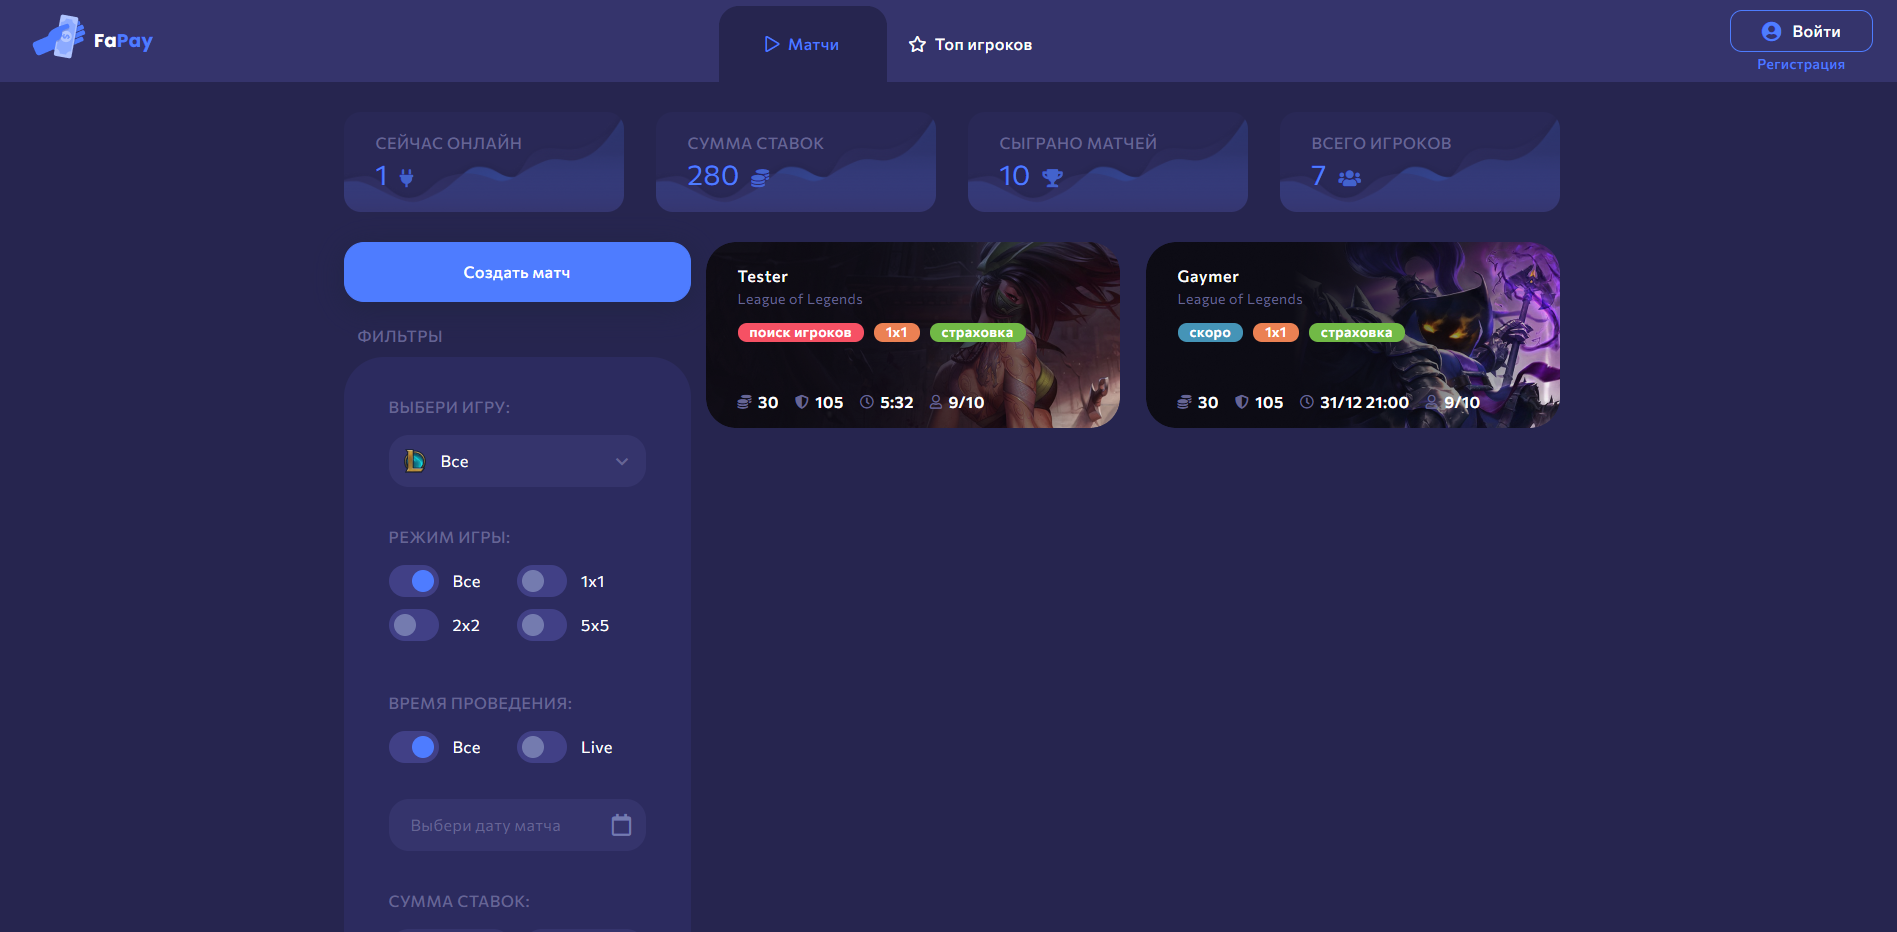 FaPay
Матчи
Топ игроков
Войти
Регистрация
СЕЙЧАС ОНЛАЙН
1
СУММА СТАВОК
280
СЫГРАНО МАТЧЕЙ
10
ВСЕГО ИГРОКОВ
7
Создать матч
ФИЛЬТРЫ
ВЫБЕРИ ИГРУ:
Все
РЕЖИМ ИГРЫ:
Все 1x1
2x2 5x5
ВРЕМЯ ПРОВЕДЕНИЯ:
Все Live
Выбери дату матча
СУММА СТАВОК:
Tester
League of Legends
поиск игроков 1x1 страховка
30 105 5:32 9/10
Gaymer
League of Legends
скоро 1x1 страховка
30 105 31/12 21:00 9/10